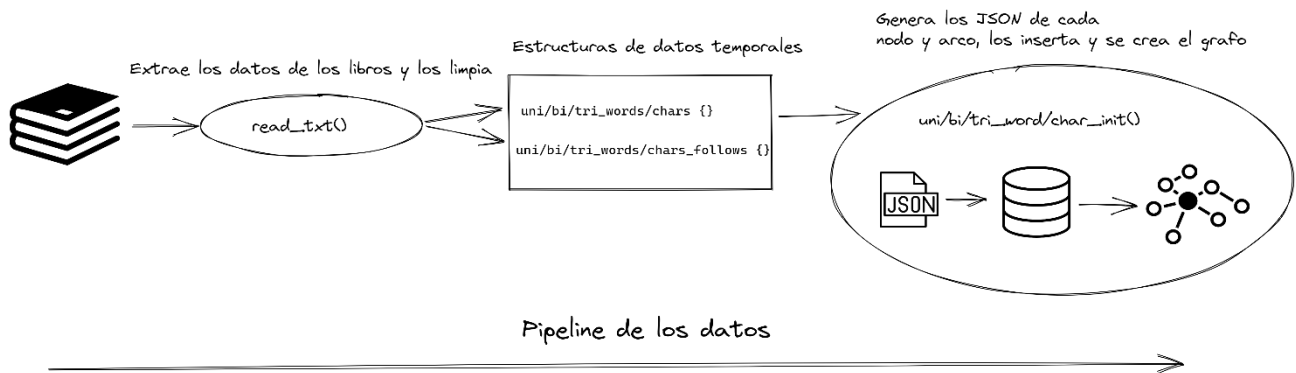 Genera los JSON de cada
nodo y arco, los inserta y se crea el grafo
Estructuras de datos temporales
Extrae los datos de los libros y los limpia
read_txt()
uni/bi/tri_words/chars {}
uni/bi/tri_words/chars_follows {}
uni/bi/tri_word/char_init()
JSON
Pipeline de los datos